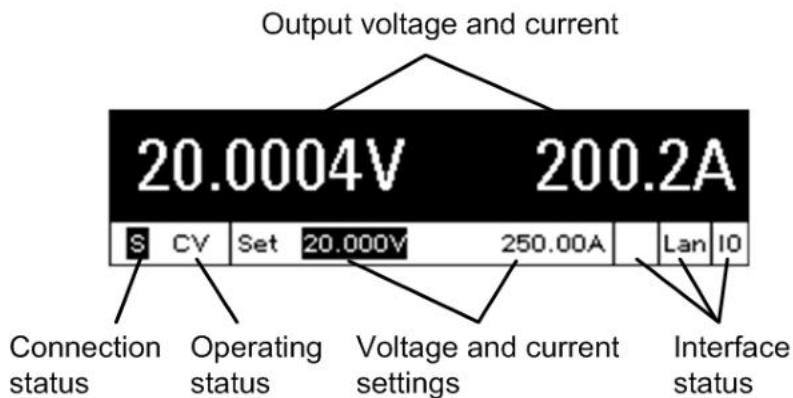 Output voltage and current
20.0004V 200.2A
S CV Set 20.000V 250.00A Lan IO
Connection status
Operating status
Voltage and current settings
Interface status